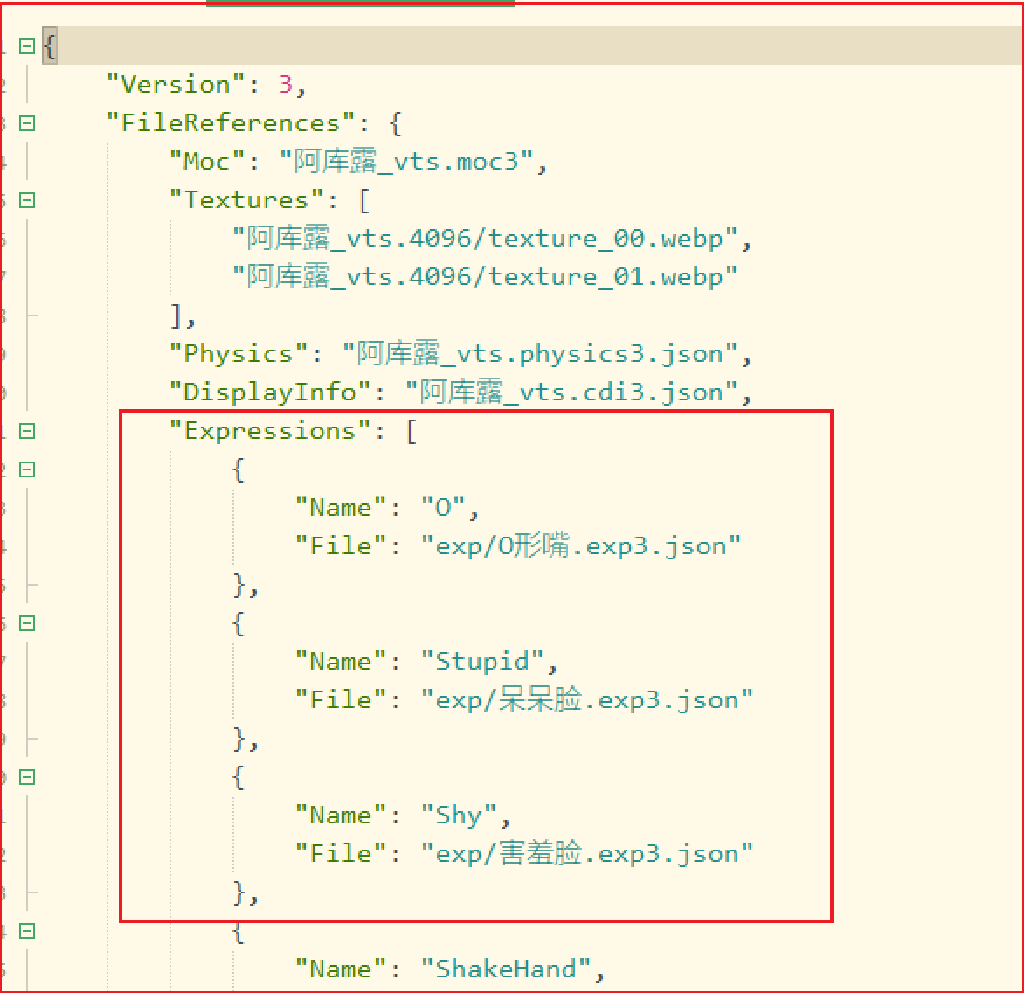 {
"Version": 3,
"FileReferences": {
"Moc": "阿库露_vts.moc3",
"Textures": [
"阿库露_vts.4096/texture_00.webp",
"阿库露_vts.4096/texture_01.webp"
],
"Physics": "阿库露_vts.physics3.json",
"DisplayInfo": "阿库露_vts.cdi3.json",
"Expressions": [
{
"Name": "O",
"File": "exp/O形嘴.exp3.json"
},
{
"Name": "Stupid",
"File": "exp/呆呆脸.exp3.json"
},
{
"Name": "Shy",
"File": "exp/害羞脸.exp3.json"
},
{
"Name": "ShakeHand",